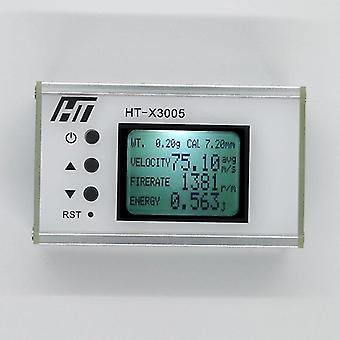 HT
HT-X3005
WT. 0.20g CAL 7.20mm
VELOCITY 75.10 avg m/s
FIRERATE 1381 r/m
ENERGY 0.563 J
RST